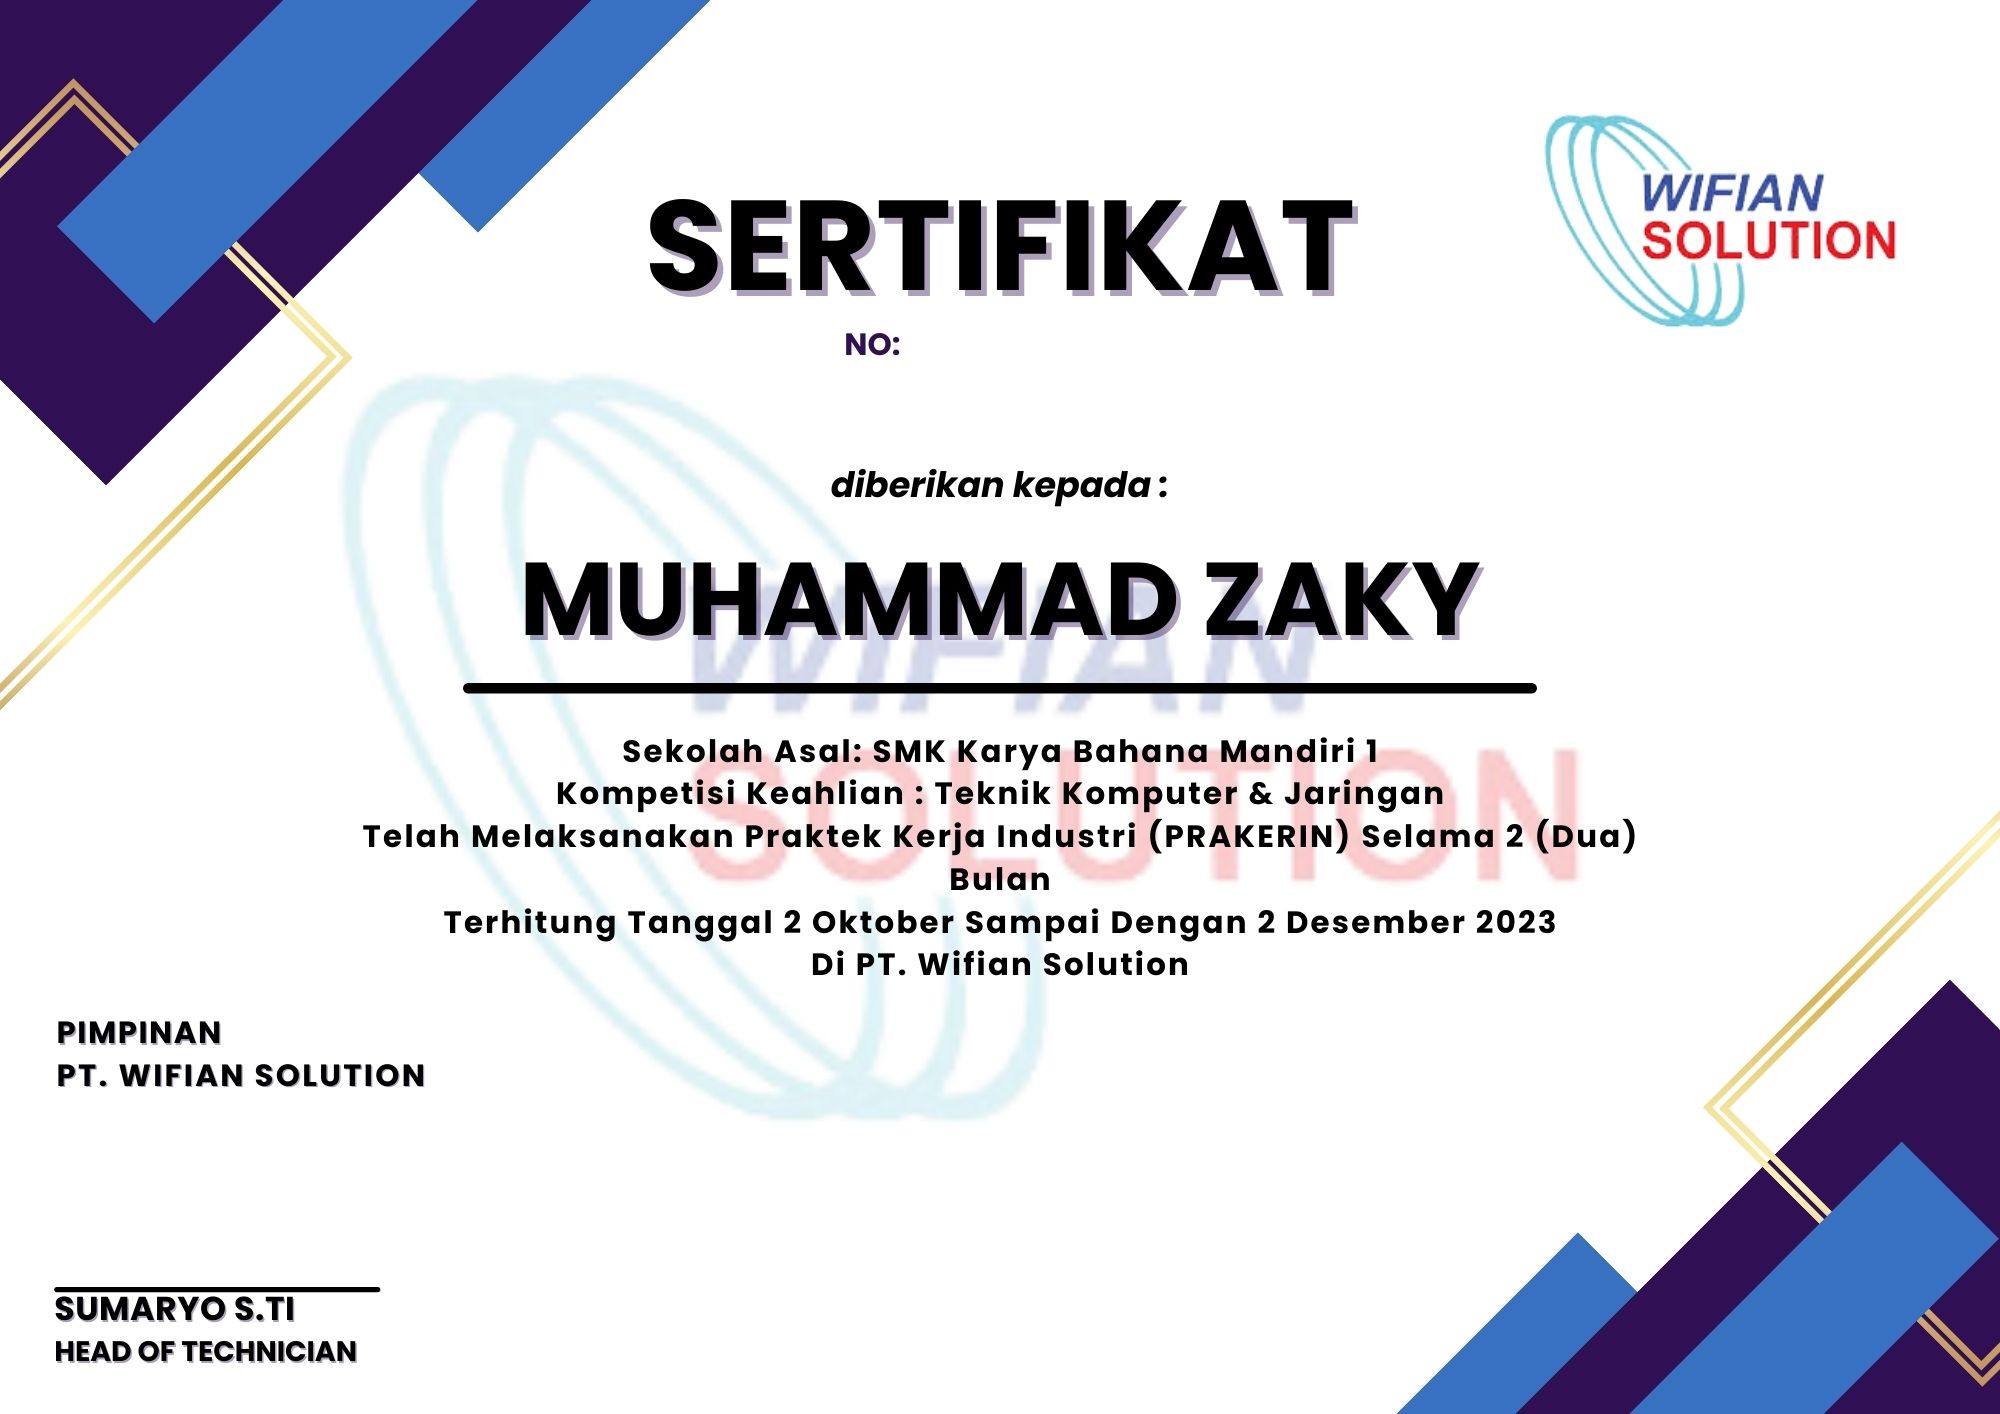 WIFIAN
SOLUTION
SERTIFIKAT
NO:
diberikan kepada :
MUHAMMAD ZAKY
WIFIAN
SOLUTION
Sekolah Asal: SMK Karya Bahana Mandiri 1
Kompetisi Keahlian : Teknik Komputer & Jaringan
Telah Melaksanakan Praktek Kerja Industri (PRAKERIN) Selama 2 (Dua)
Bulan
Terhitung Tanggal 2 Oktober Sampai Dengan 2 Desember 2023
Di PT. Wifian Solution
PIMPINAN
PT. WIFIAN SOLUTION
SUMARYO S.TI
HEAD OF TECHNICIAN